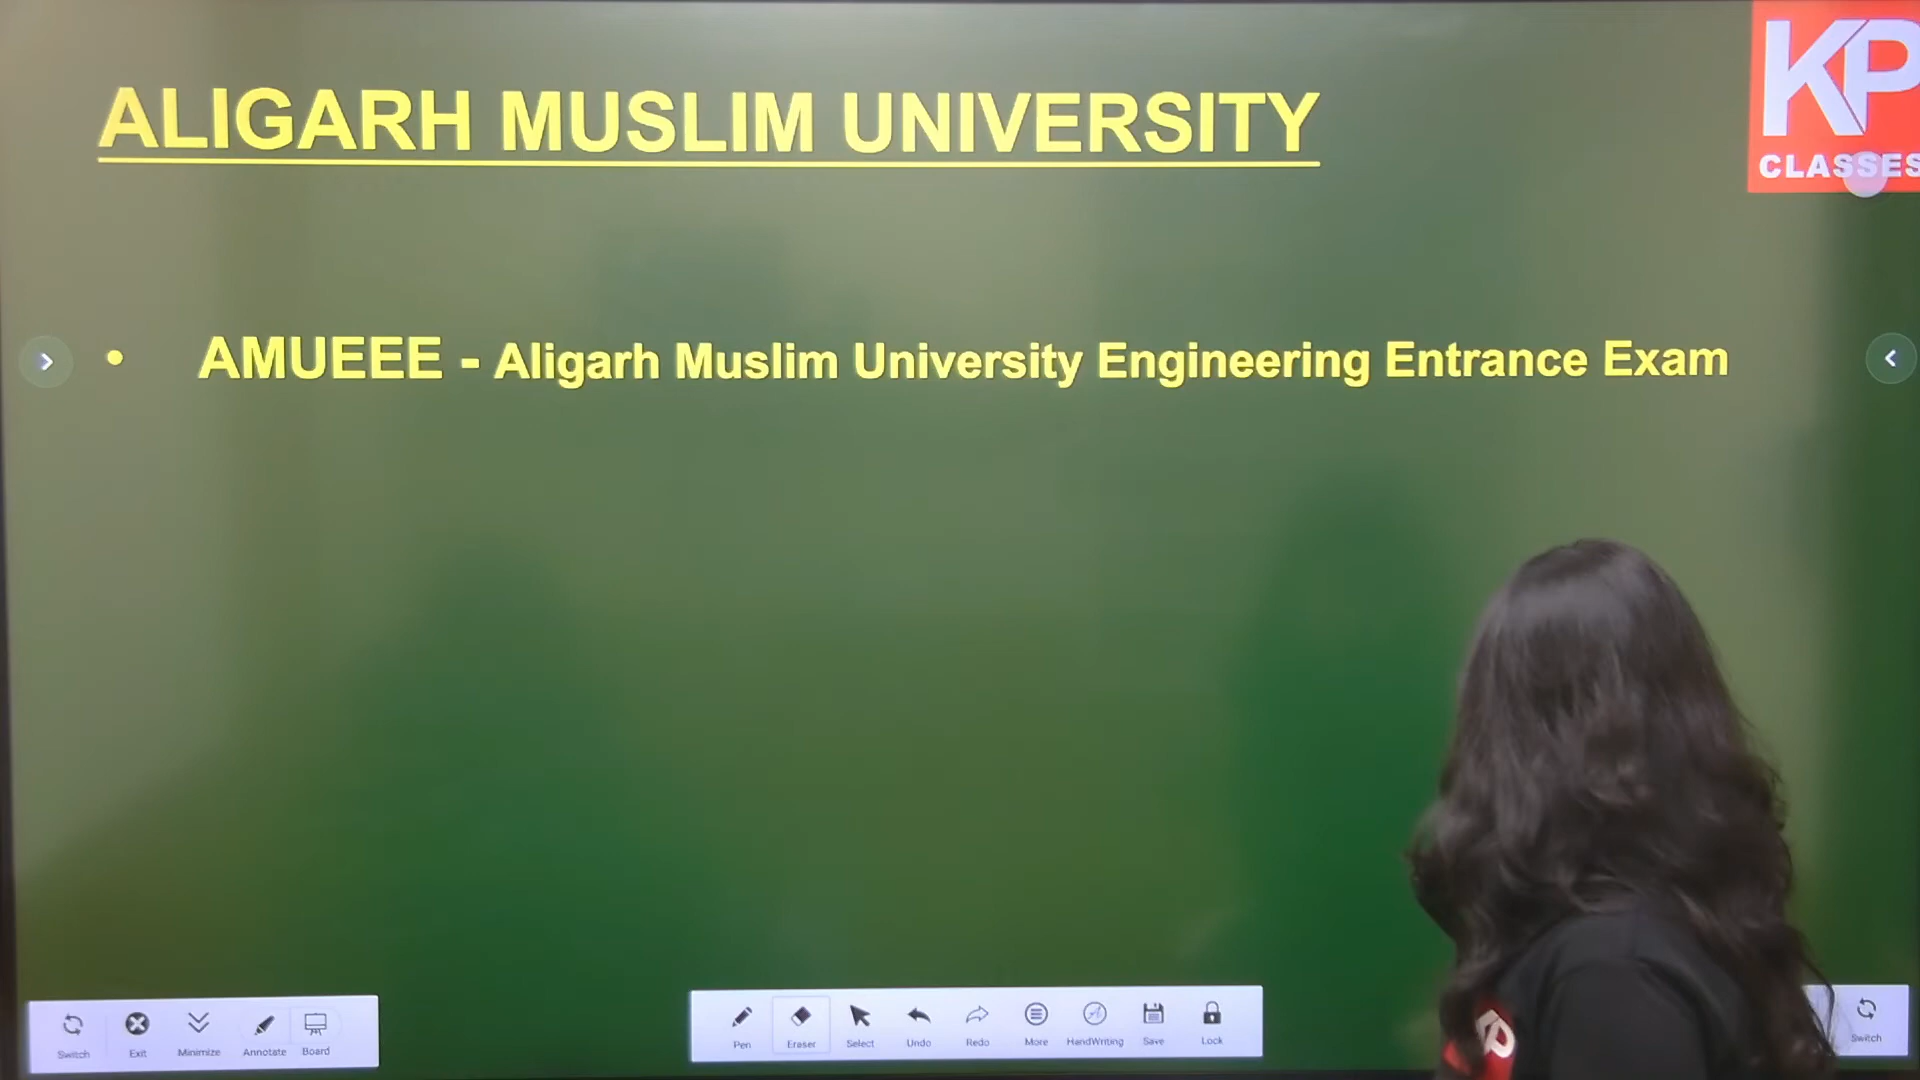 ALIGARH MUSLIM UNIVERSITY
KP
CLASSES
• AMUEEE - Aligarh Muslim University Engineering Entrance Exam
Switch Exit Minimize Annotate Board
Pen Eraser Select Undo Redo More HandWriting Save Lock
Switch